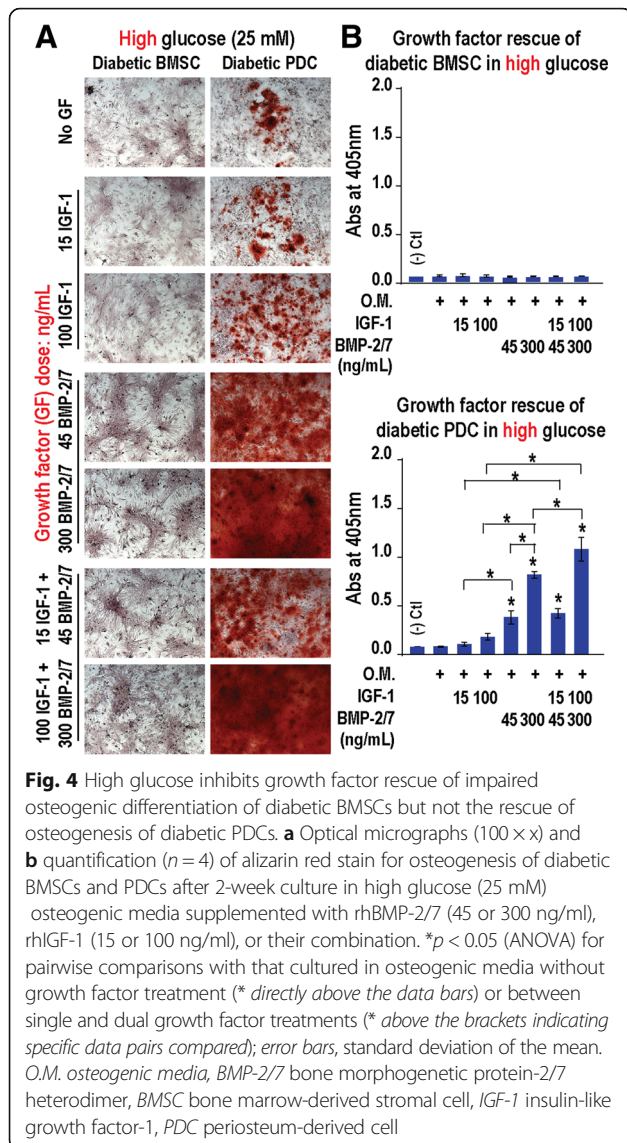 A
High glucose (25 mM)
Diabetic BMSC Diabetic PDC
Growth factor (GF) dose: ng/mL
No GF
15 IGF-1
100 IGF-1
45 BMP-2/7
300 BMP-2/7
15 IGF-1 +
45 BMP-2/7
100 IGF-1 +
300 BMP-2/7
B
Growth factor rescue of
diabetic BMSC in high glucose
Abs at 405nm
2.0
1.5
1.0
0.5
0.0
(-) Ctl
O.M. + + + + + + +
IGF-1 15 100 15 100
BMP-2/7 45 300 45 300
(ng/mL)
Growth factor rescue of
diabetic PDC in high glucose
Abs at 405nm
2.0
1.5
1.0
0.5
0.0
(-) Ctl
* * * *
* * * * * *
O.M. + + + + + + +
IGF-1 15 100 15 100
BMP-2/7 45 300 45 300
(ng/mL)
Fig. 4 High glucose inhibits growth factor rescue of impaired
osteogenic differentiation of diabetic BMSCs but not the rescue of
osteogenesis of diabetic PDCs. a Optical micrographs (100 × x) and
b quantification (n = 4) of alizarin red stain for osteogenesis of diabetic
BMSCs and PDCs after 2-week culture in high glucose (25 mM)
osteogenic media supplemented with rhBMP-2/7 (45 or 300 ng/ml),
rhIGF-1 (15 or 100 ng/ml), or their combination. *p < 0.05 (ANOVA) for
pairwise comparisons with that cultured in osteogenic media without
growth factor treatment (* directly above the data bars) or between
single and dual growth factor treatments (* above the brackets indicating
specific data pairs compared); error bars, standard deviation of the mean.
O.M. osteogenic media, BMP-2/7 bone morphogenetic protein-2/7
heterodimer, BMSC bone marrow-derived stromal cell, IGF-1 insulin-like
growth factor-1, PDC periosteum-derived cell